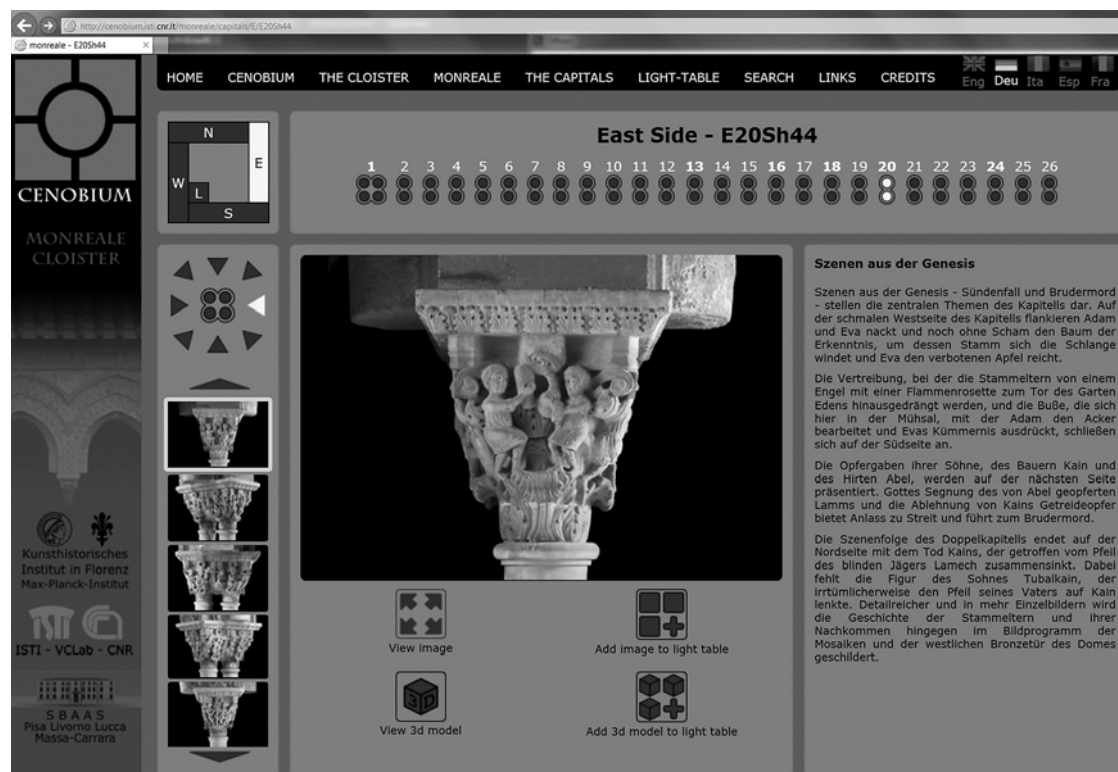 http://cenobium.isti.cnr.it/monreale/capitals/E/E20Sh44
monreale - E20Sh44
HOME CENOBIUM THE CLOISTER MONREALE THE CAPITALS LIGHT-TABLE SEARCH LINKS CREDITS
Eng Deu Ita Esp Fra
CENOBIUM
MONREALE
CLOISTER
N
E
W
L
S
East Side - E20Sh44
1 2 3 4 5 6 7 8 9 10 11 12 13 14 15 16 17 18 19 20 21 22 23 24 25 26
View image
Add image to light table
3D
View 3d model
Add 3d model to light table
Szenen aus der Genesis
Szenen aus der Genesis - Sündenfall und Brudermord
- stellen die zentralen Themen des Kapitells dar. Auf
der schmalen Westseite des Kapitells flankieren Adam
und Eva nackt und noch ohne Scham den Baum der
Erkenntnis, um dessen Stamm sich die Schlange
windet und Eva den verbotenen Apfel reicht.
Die Vertreibung, bei der die Stammeltern von einem
Engel mit einer Flammenrosette zum Tor des Garten
Edens hinausgedrängt werden, und die Buße, die sich
hier in der Mühsal, mit der Adam den Acker
bearbeitet und Evas Kümmernis ausdrückt, schließen
sich auf der Südseite an.
Die Opfergaben ihrer Söhne, des Bauern Kain und
des Hirten Abel, werden auf der nächsten Seite
präsentiert. Gottes Segnung des von Abel geopferten
Lamms und die Ablehnung von Kains Getreideopfer
bietet Anlass zu Streit und führt zum Brudermord.
Die Szenenfolge des Doppelkapitells endet auf der
Nordseite mit dem Tod Kains, der getroffen vom Pfeil
des blinden Jägers Lamech zusammensinkt. Dabei
fehlt die Figur des Sohnes Tubalkain, der
irrtümlicherweise den Pfeil seines Vaters auf Kain
lenkte. Detailreicher und in mehr Einzelbildern wird
die Geschichte der Stammeltern und ihrer
Nachkommen hingegen im Bildprogramm der
Mosaiken und der westlichen Bronzetür des Domes
geschildert.
Kunsthistorisches
Institut in Florenz
Max-Planck-Institut
ISTI - VCLab - CNR
S B A A S
Pisa Livorno Lucca
Massa-Carrara